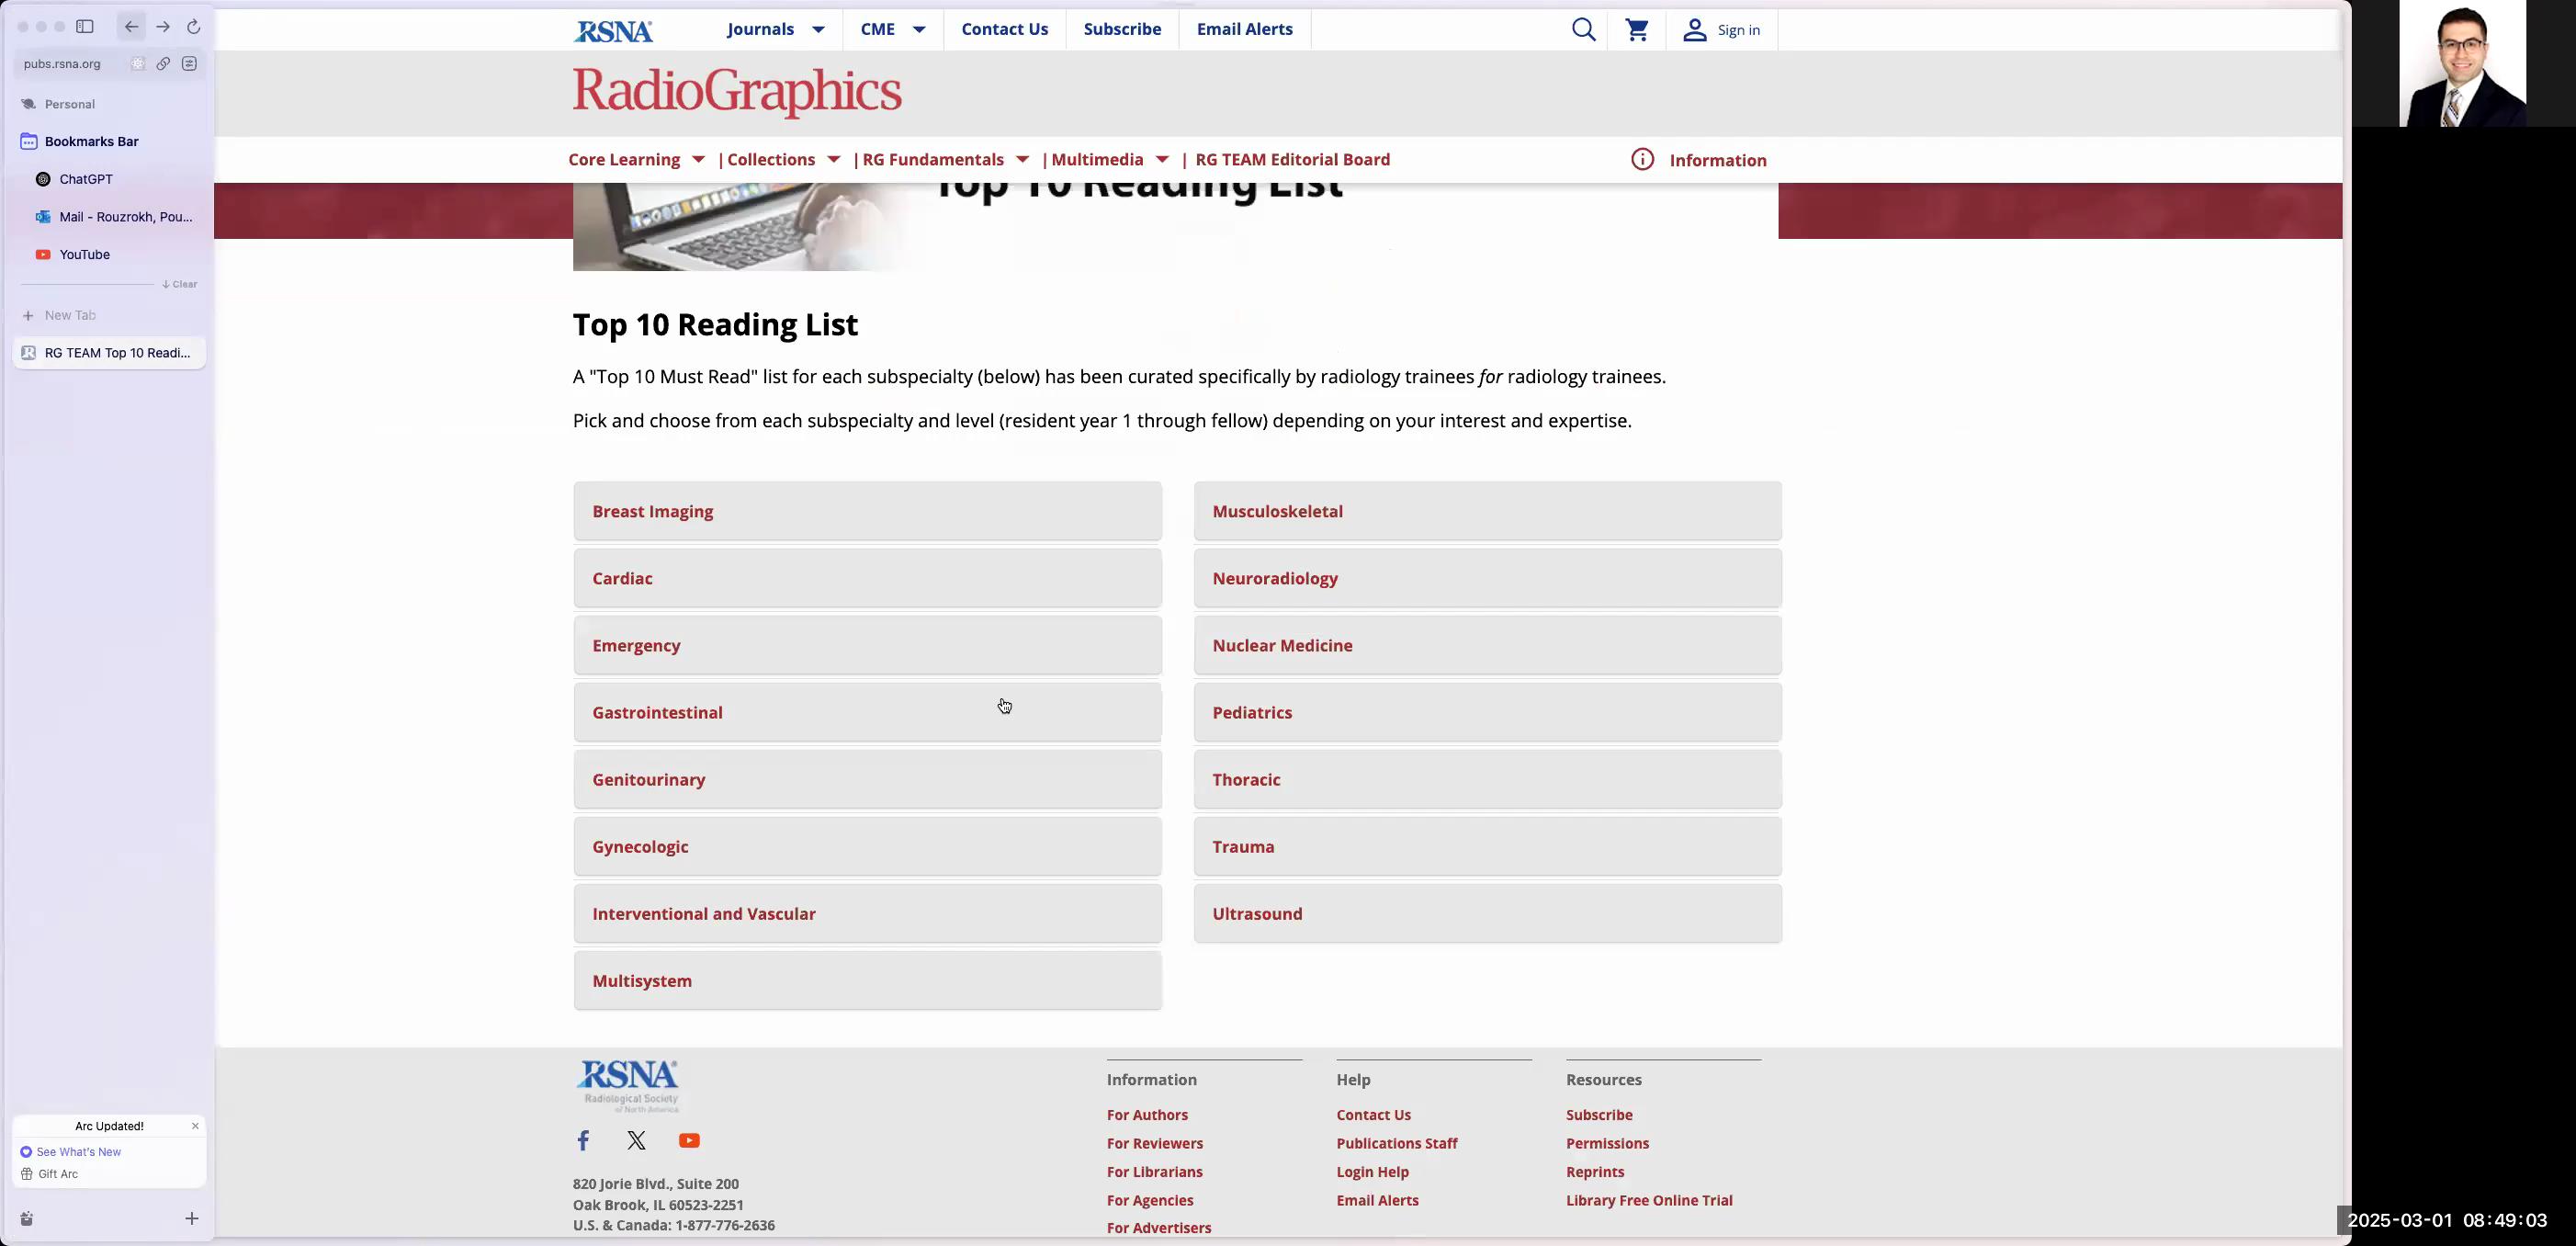 pubs.rsna.org
Personal
Bookmarks Bar
ChatGPT
Mail - Rouzrokh, Pou...
YouTube
Clear
New Tab
RG TEAM Top 10 Readi...
Arc Updated!
See What's New
Gift Arc
RSNA
Journals
CME
Contact Us
Subscribe
Email Alerts
Sign in
RadioGraphics
Core Learning | Collections | RG Fundamentals | Multimedia | RG TEAM Editorial Board
Information
Top 10 Reading List
Top 10 Reading List
A "Top 10 Must Read" list for each subspecialty (below) has been curated specifically by radiology trainees for radiology trainees.
Pick and choose from each subspecialty and level (resident year 1 through fellow) depending on your interest and expertise.
Breast Imaging
Cardiac
Emergency
Gastrointestinal
Genitourinary
Gynecologic
Interventional and Vascular
Multisystem
Musculoskeletal
Neuroradiology
Nuclear Medicine
Pediatrics
Thoracic
Trauma
Ultrasound
RSNA
Radiological Society
of North America
820 Jorie Blvd., Suite 200
Oak Brook, IL 60523-2251
U.S. & Canada: 1-877-776-2636
Information
For Authors
For Reviewers
For Librarians
For Agencies
For Advertisers
Help
Contact Us
Publications Staff
Login Help
Email Alerts
Resources
Subscribe
Permissions
Reprints
Library Free Online Trial
2025-03-01 08:49:03